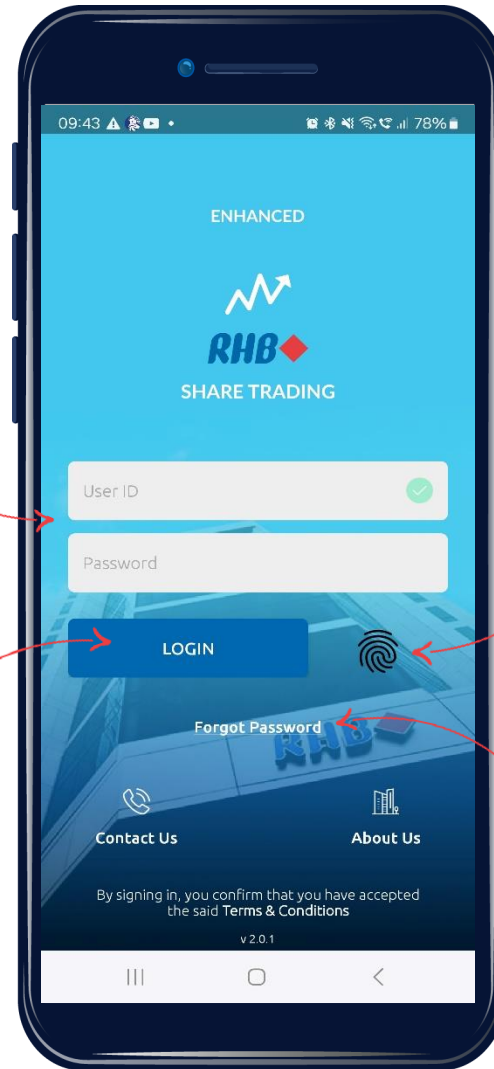 09:43
78%
ENHANCED
RHB
SHARE TRADING
User ID
Password
LOGIN
Forgot Password
RHB
Contact Us
About Us
By signing in, you confirm that you have accepted
the said Terms & Conditions
v 2.0.1